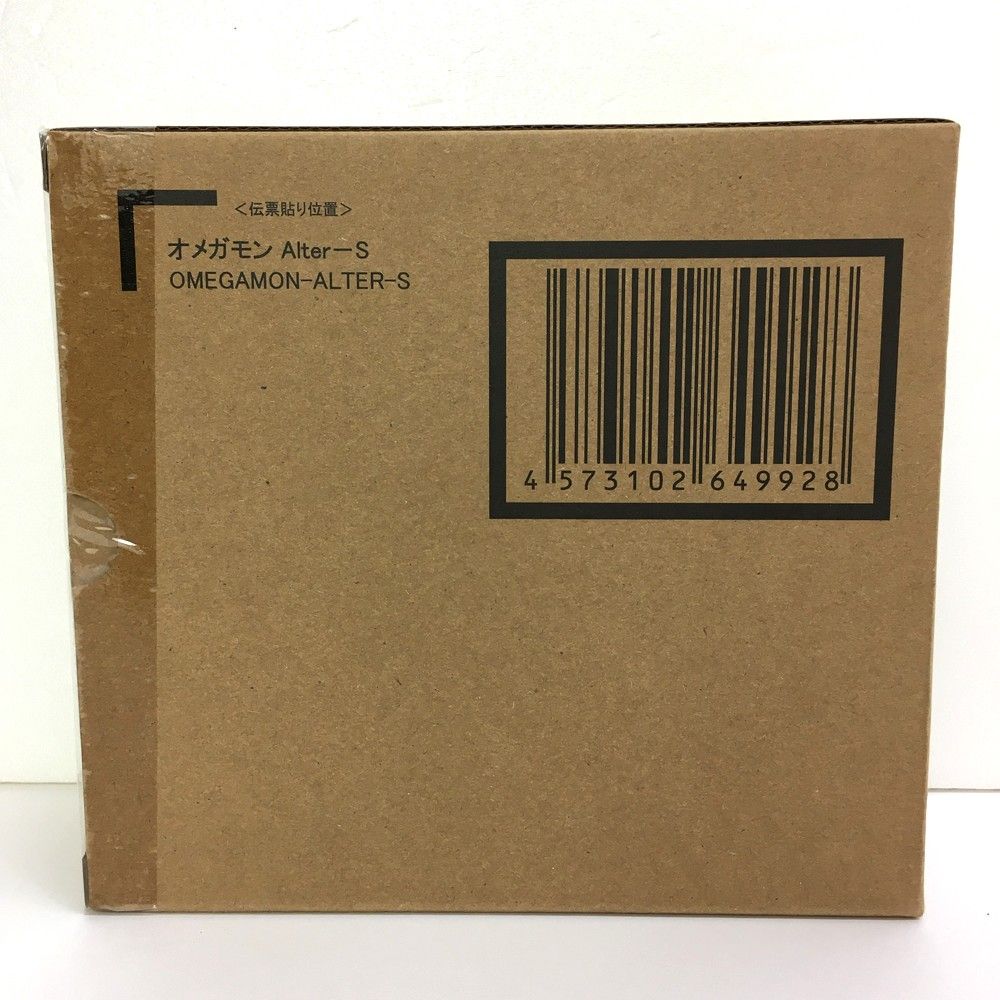 ＜伝票貼り位置＞
オメガモン Alter－S
OMEGAMON-ALTER-S
4 573102 649928